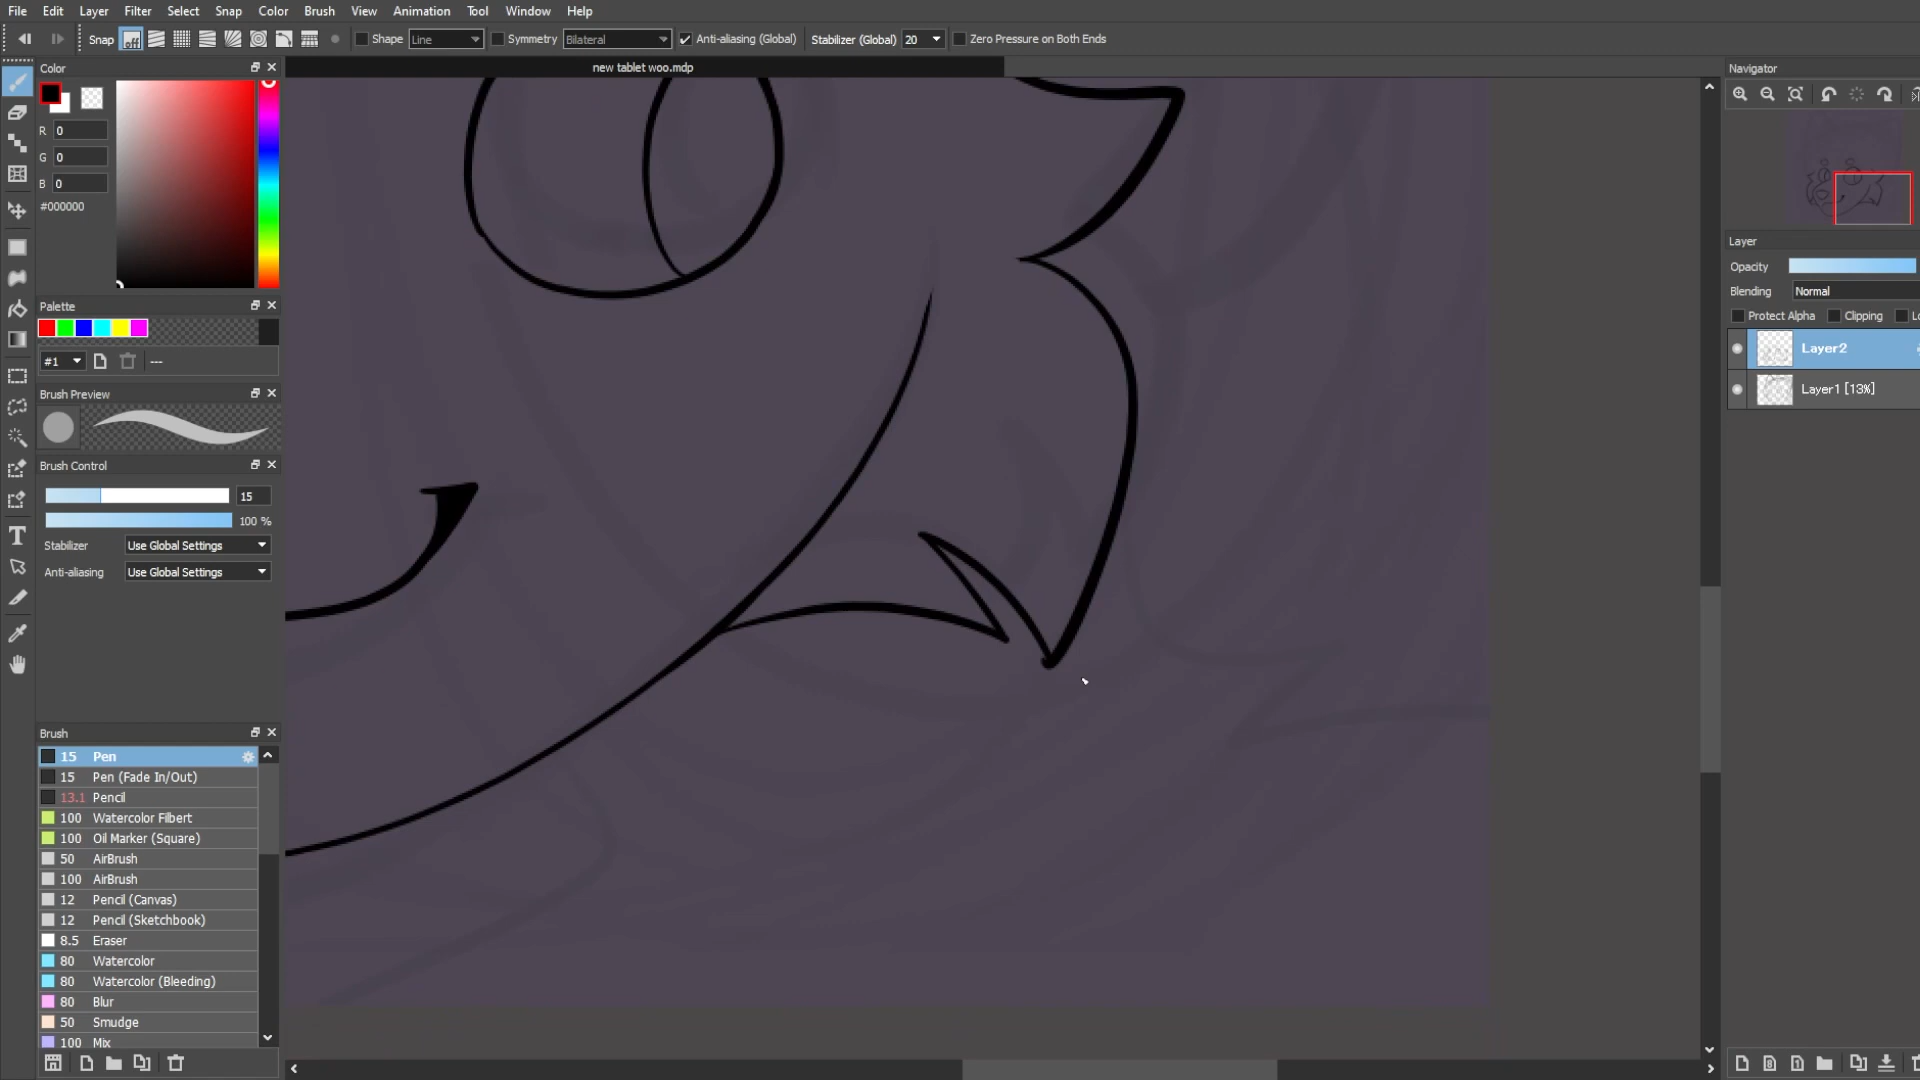 File Edit Layer Filter Select Snap Color Brush View Animation Tool Window Help
Snap off Shape Line Symmetry Bilateral Anti-aliasing (Global) Stabilizer (Global) 20 Zero Pressure on Both Ends
Color
new tablet woo.mdp
Navigator
R 0
G 0
B 0
#000000
Layer
Opacity
Blending Normal
Protect Alpha Clipping Lo
Layer2
Layer1 [13%]
Palette
#1 ---
Brush Preview
Brush Control
15
100 %
Stabilizer Use Global Settings
Anti-aliasing Use Global Settings
Brush
15 Pen
15 Pen (Fade In/Out)
13.1 Pencil
100 Watercolor Filbert
100 Oil Marker (Square)
50 AirBrush
100 AirBrush
12 Pencil (Canvas)
12 Pencil (Sketchbook)
8.5 Eraser
80 Watercolor
80 Watercolor (Bleeding)
80 Blur
50 Smudge
100 Mix